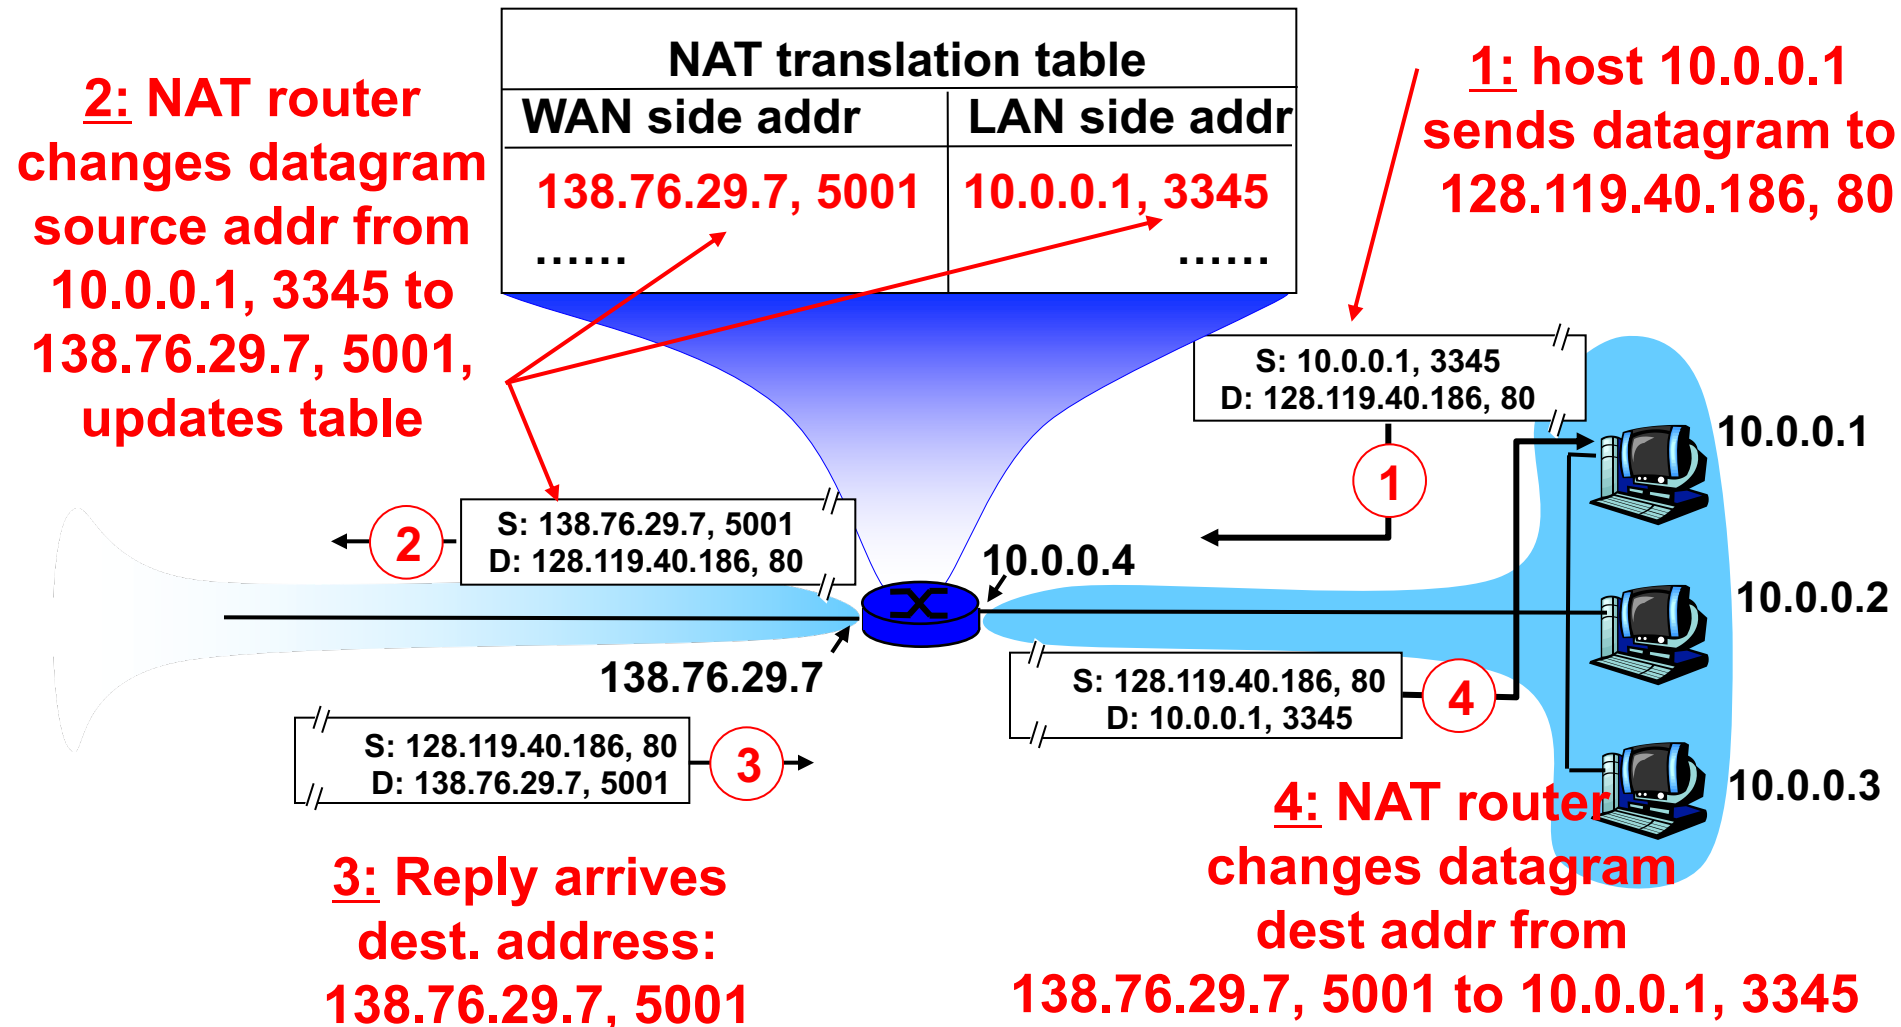 NAT translation table
WAN side addr
LAN side addr
138.76.29.7, 5001
10.0.0.1, 3345
......
......
2: NAT router
changes datagram
source addr from
10.0.0.1, 3345 to
138.76.29.7, 5001,
updates table
1: host 10.0.0.1
sends datagram to
128.119.40.186, 80
S: 10.0.0.1, 3345
D: 128.119.40.186, 80
1
10.0.0.1
S: 138.76.29.7, 5001
D: 128.119.40.186, 80
2
10.0.0.4
10.0.0.2
138.76.29.7
S: 128.119.40.186, 80
D: 10.0.0.1, 3345
4
S: 128.119.40.186, 80
D: 138.76.29.7, 5001
3
10.0.0.3
3: Reply arrives
dest. address:
138.76.29.7, 5001
4: NAT router
changes datagram
dest addr from
138.76.29.7, 5001 to 10.0.0.1, 3345